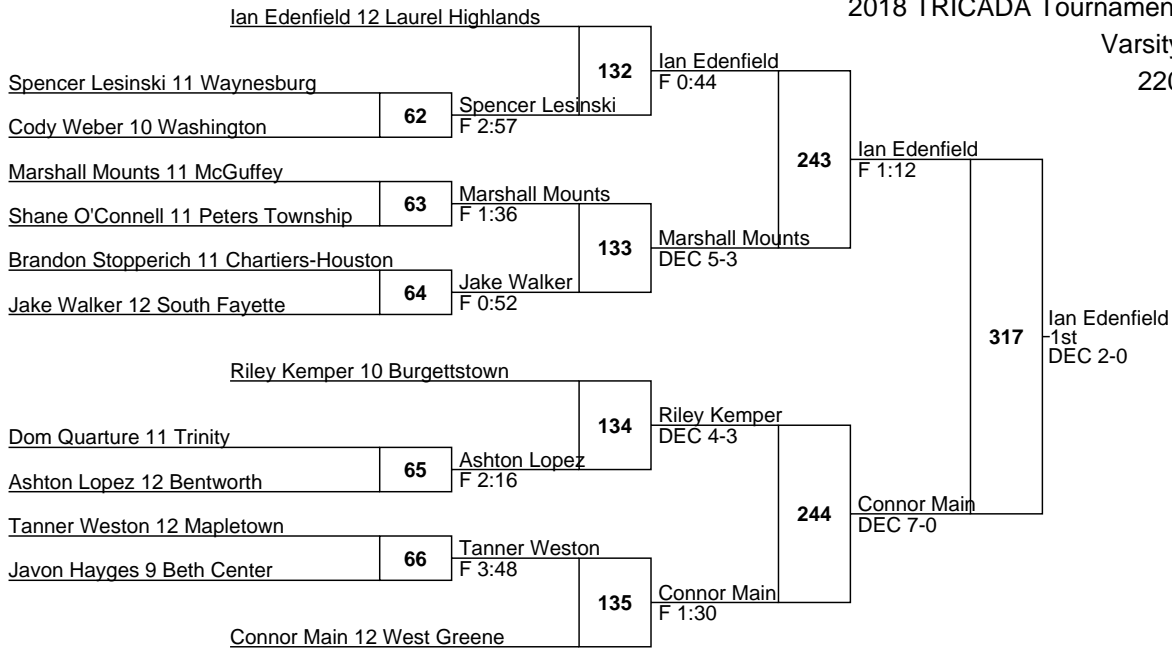 2018 TRICADA Tournamen
Varsity
220
Ian Edenfield 12 Laurel Highlands
132
Ian Edenfield
F 0:44
Spencer Lesinski 11 Waynesburg
62
Spencer Lesinski
F 2:57
Cody Weber 10 Washington
243
Ian Edenfield
F 1:12
Marshall Mounts 11 McGuffey
63
Marshall Mounts
F 1:36
Shane O'Connell 11 Peters Township
133
Marshall Mounts
DEC 5-3
Brandon Stopperich 11 Chartiers-Houston
64
Jake Walker
F 0:52
Jake Walker 12 South Fayette
317
Ian Edenfield
1st
DEC 2-0
Riley Kemper 10 Burgettstown
134
Riley Kemper
DEC 4-3
Dom Quarture 11 Trinity
65
Ashton Lopez
F 2:16
Ashton Lopez 12 Bentworth
244
Connor Main
DEC 7-0
Tanner Weston 12 Mapletown
66
Tanner Weston
F 3:48
Javon Hayges 9 Beth Center
135
Connor Main
F 1:30
Connor Main 12 West Greene